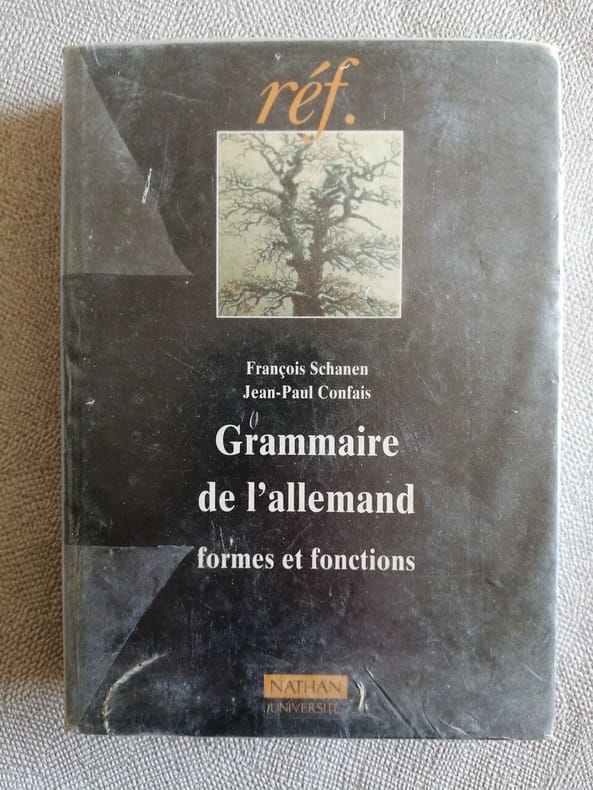 réf.
François Schanen
Jean-Paul Confais
Grammaire
de l'allemand
formes et fonctions
NATHAN
UNIVERSITÉ